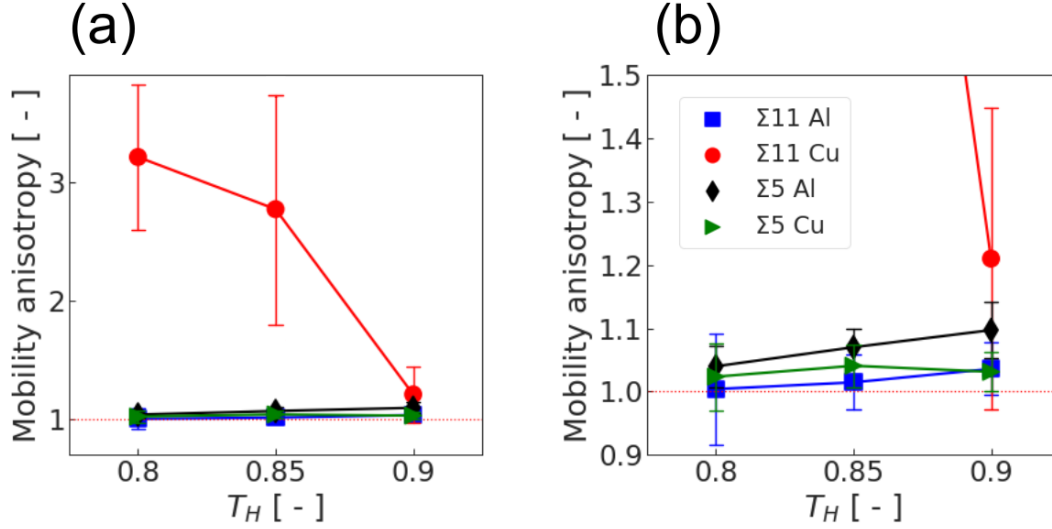 (a)
Mobility anisotropy [ - ]
3
2
1
0.8 0.85 0.9
T_H [ - ]
(b)
Mobility anisotropy [ - ]
1.5
1.4
1.3
1.2
1.1
1.0
0.9
Σ11 Al
Σ11 Cu
Σ5 Al
Σ5 Cu
0.8 0.85 0.9
T_H [ - ]